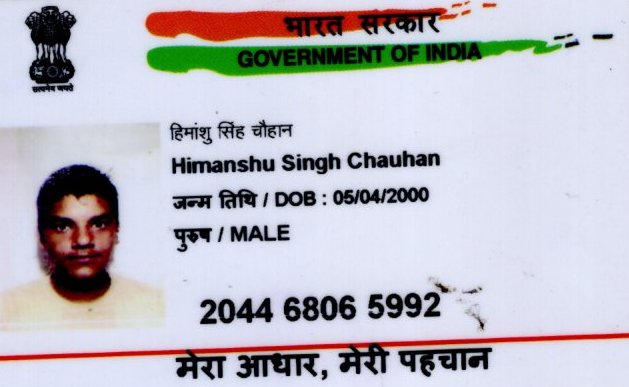 भारत सरकार
GOVERNMENT OF INDIA
सत्यमेव जयते
हिमांशु सिंह चौहान
Himanshu Singh Chauhan
जन्म तिथि / DOB : 05/04/2000
पुरुष / MALE
2044 6806 5992
मेरा आधार, मेरी पहचान